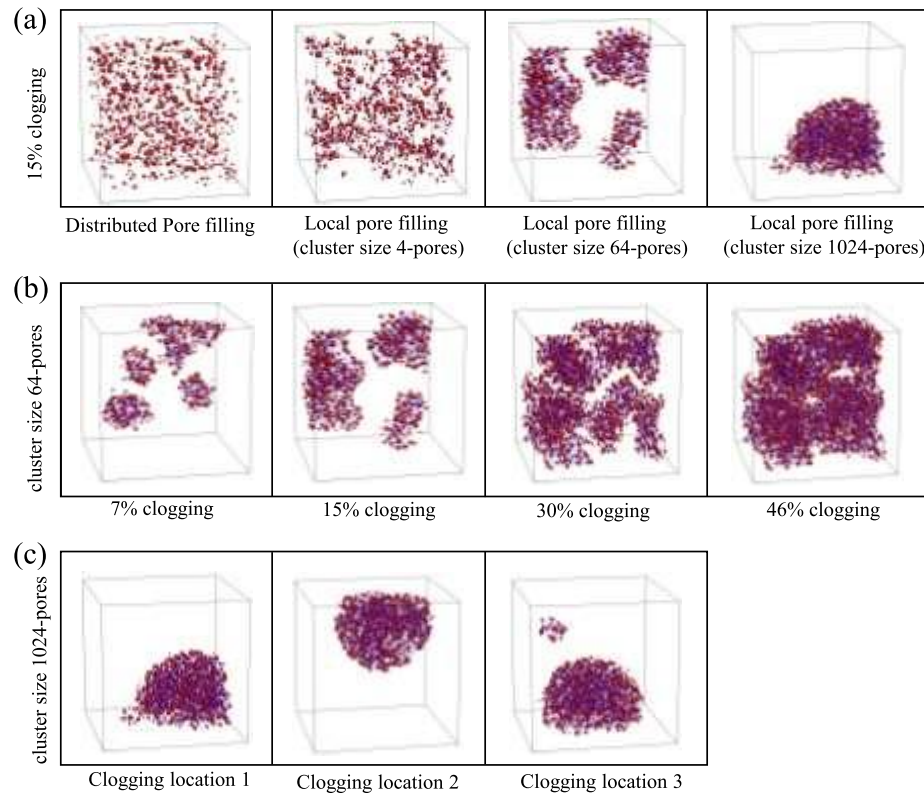 (a)
15% clogging
Distributed Pore filling
Local pore filling
(cluster size 4-pores)
Local pore filling
(cluster size 64-pores)
Local pore filling
(cluster size 1024-pores)
(b)
cluster size 64-pores
7% clogging
15% clogging
30% clogging
46% clogging
(c)
cluster size 1024-pores
Clogging location 1
Clogging location 2
Clogging location 3